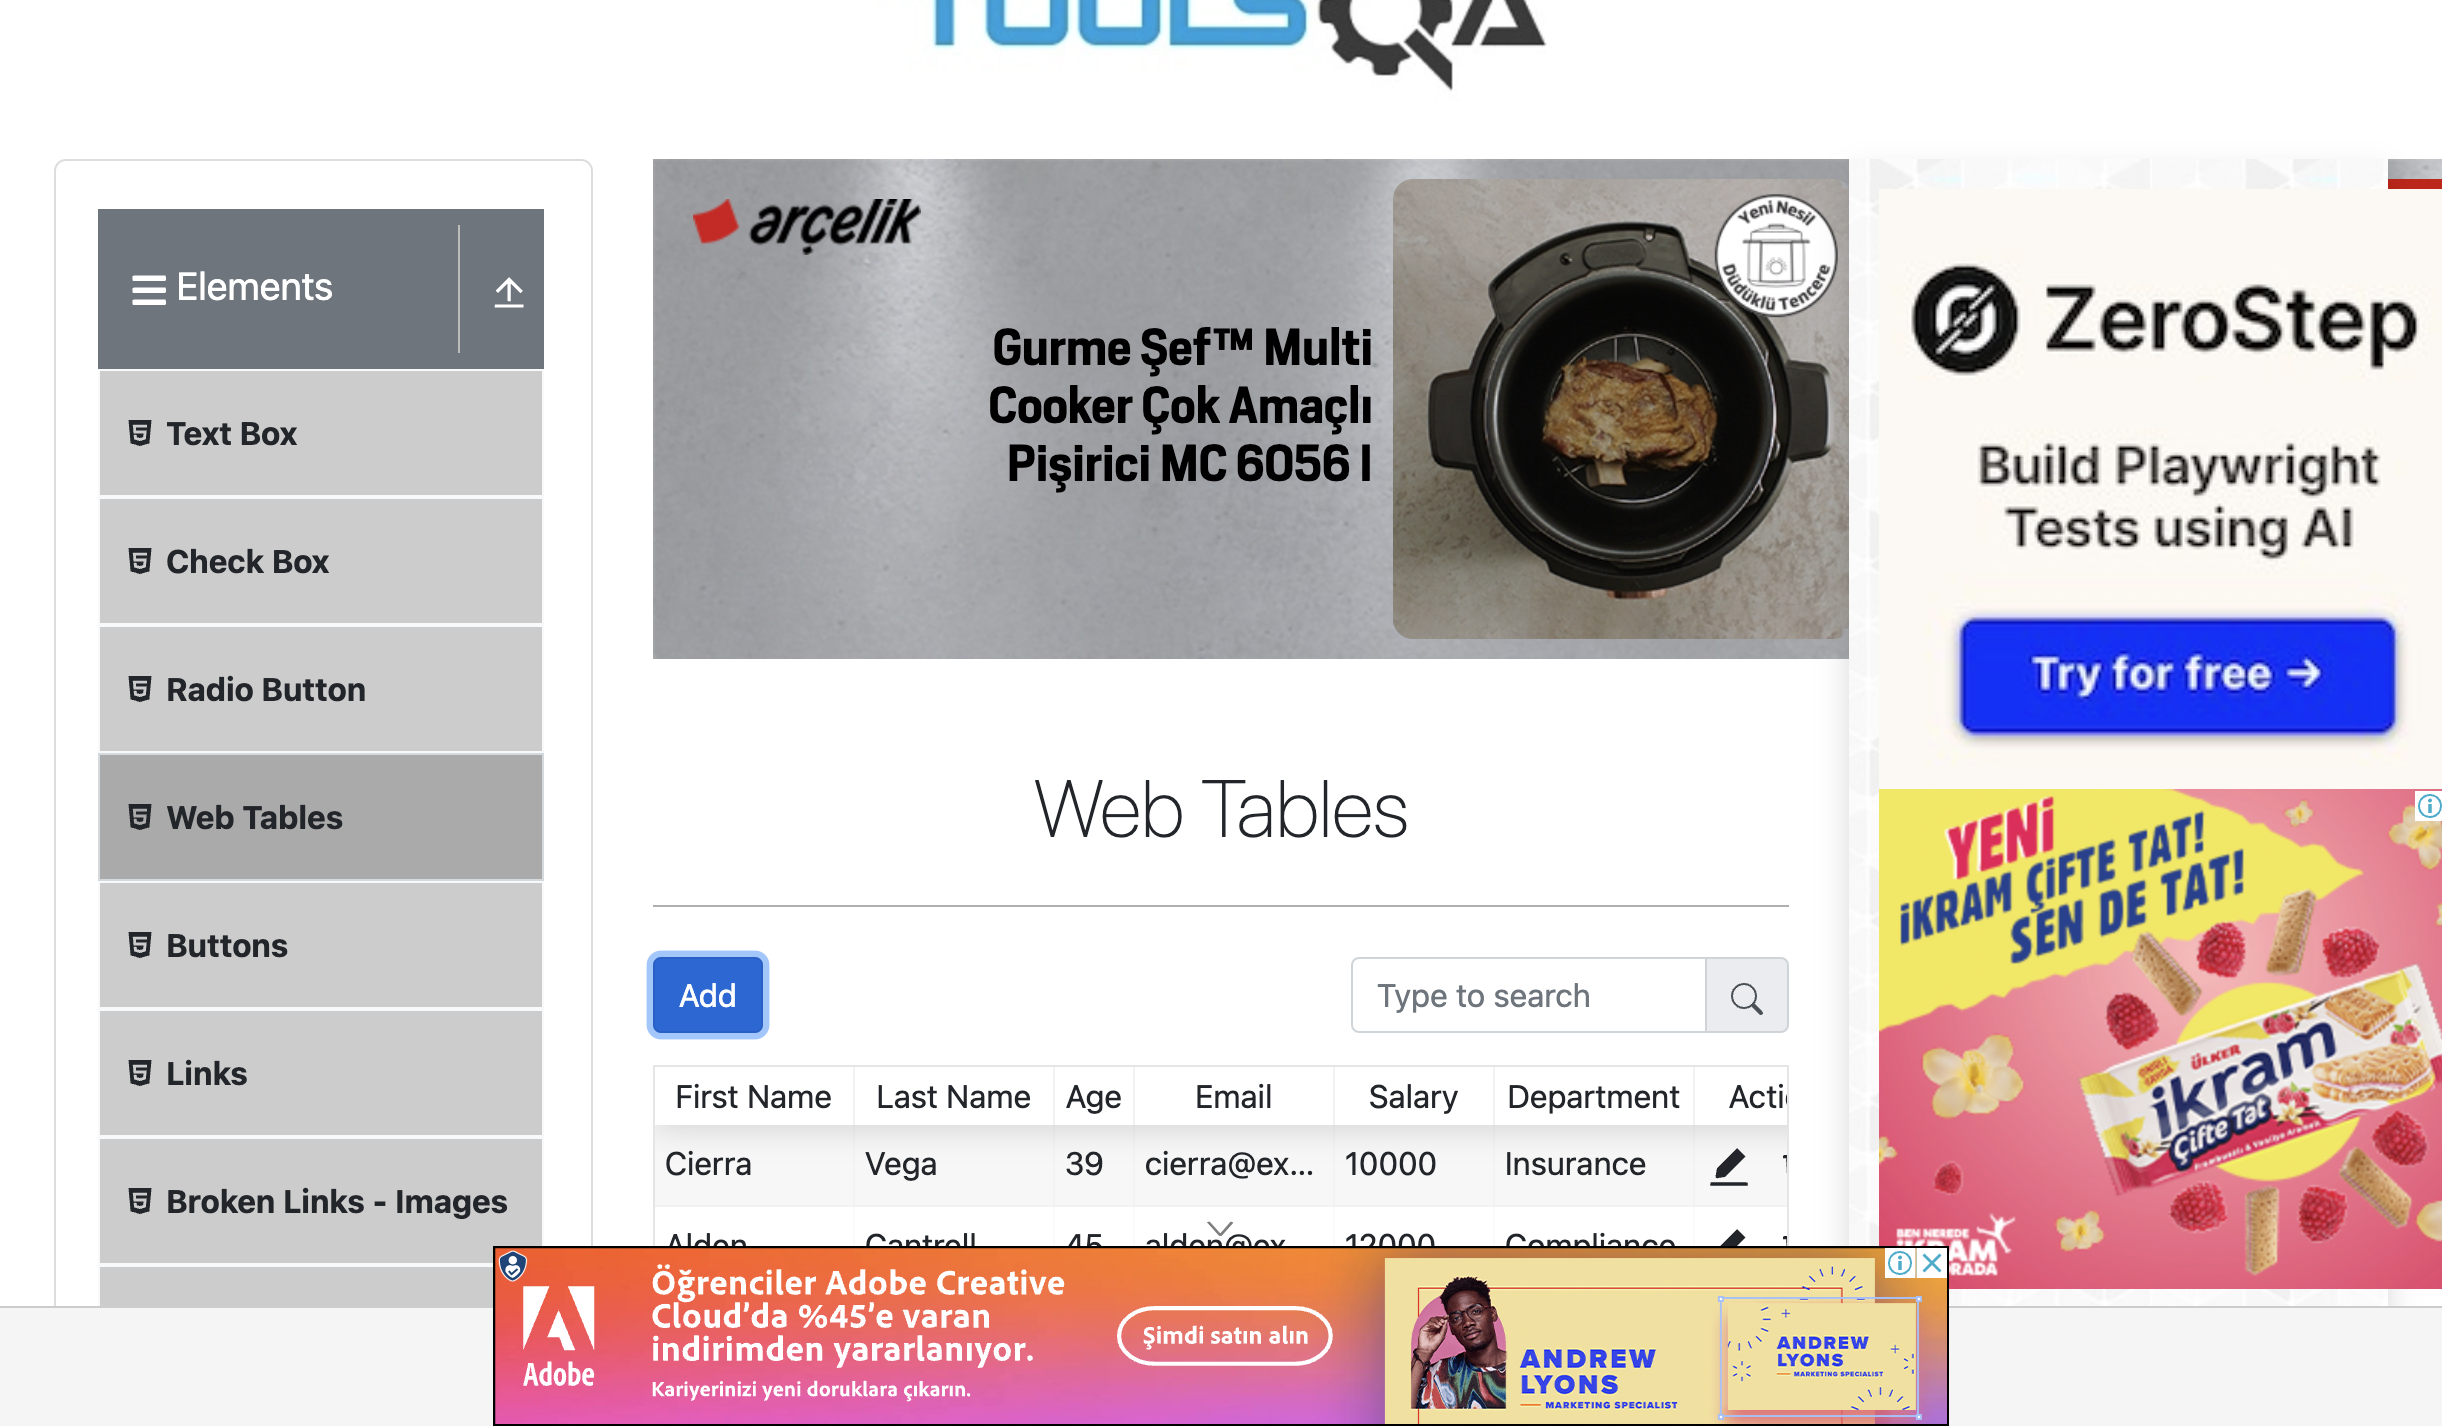 TOOLSQA
Elements
Text Box
Check Box
Radio Button
Web Tables
Buttons
Links
Broken Links - Images
arçelik
Gurme Şef™ Multi
Cooker Çok Amaçlı
Pişirici MC 6056 I
Yeni Nesil
Düdüklü Tencere
Web Tables
Add
Type to search
First Name Last Name Age Email Salary Department Acti
Cierra Vega 39 cierra@ex... 10000 Insurance
Alden Cantrell 45 alden@ex... 12000 Compliance
ZeroStep
Build Playwright
Tests using AI
Try for free →
YENİ
İKRAM ÇİFTE TAT!
SEN DE TAT!
ÜLKER
ikram
Çifte Tat
BEN NEREDE
İKRAM
ORADA
Adobe
Öğrenciler Adobe Creative
Cloud’da %45’e varan
indirimden yararlanıyor.
Kariyerinizi yeni doruklara çıkarın.
Şimdi satın alın
ANDREW
LYONS
MARKETING SPECIALIST
ANDREW
LYONS
MARKETING SPECIALIST